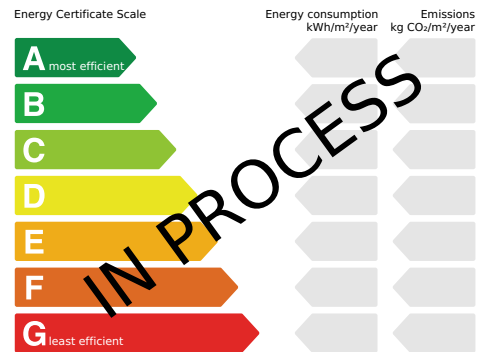 Energy Certificate Scale
Energy consumption
kWh/m²/year
Emissions
kg CO₂/m²/year
A most efficient
B
C
D
E
F
G least efficient
IN PROCESS